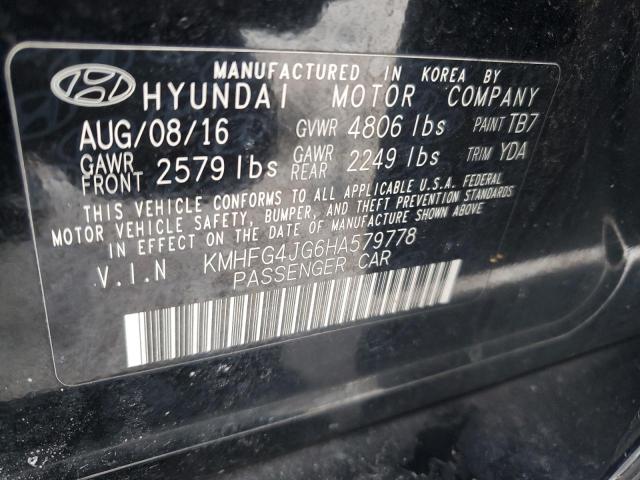 MANUFACTURED IN KOREA BY
HYUNDAI MOTOR COMPANY
AUG/08/16 GVWR 4806 lbs PAINT TB7
GAWR FRONT 2579 lbs GAWR REAR 2249 lbs TRIM YDA
THIS VEHICLE CONFORMS TO ALL APPLICABLE U.S.A. FEDERAL
MOTOR VEHICLE SAFETY, BUMPER, AND THEFT PREVENTION STANDARDS
IN EFFECT ON THE DATE OF MANUFACTURE SHOWN ABOVE.
V.I.N KMHFG4JG6HA579778
PASSENGER CAR